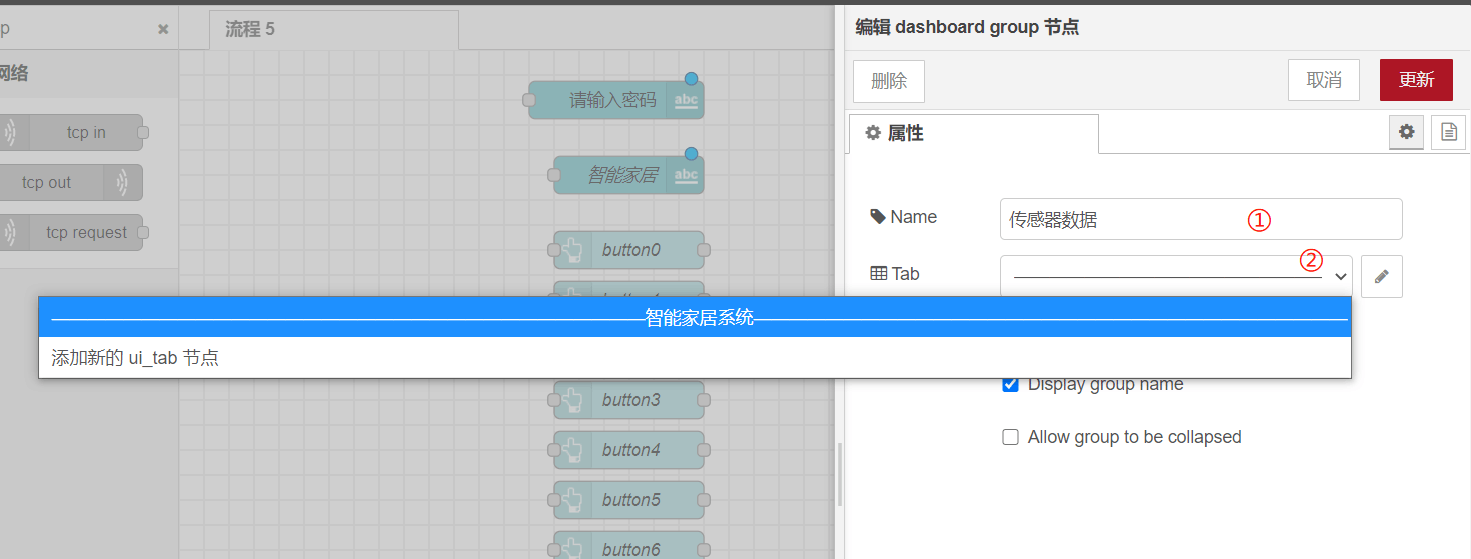 p
流程 5
编辑 dashboard group 节点
网络
请输入密码
abc
删除
取消
更新
tcp in
属性
智能家居
abc
tcp out
Name
传感器数据
①
tcp request
button0
Tab
②
————智能家居系统————
添加新的 ui_tab 节点
button3
Display group name
button4
Allow group to be collapsed
button5
button6